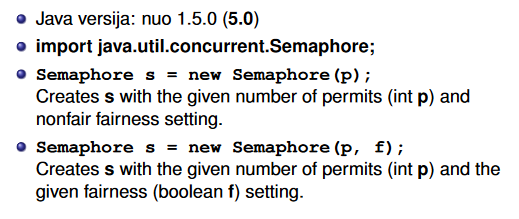 Java versija: nuo 1.5.0 (5.0)
import java.util.concurrent.Semaphore;
Semaphore s = new Semaphore(p);
Creates s with the given number of permits (int p) and
nonfair fairness setting.
Semaphore s = new Semaphore(p, f);
Creates s with the given number of permits (int p) and the
given fairness (boolean f) setting.